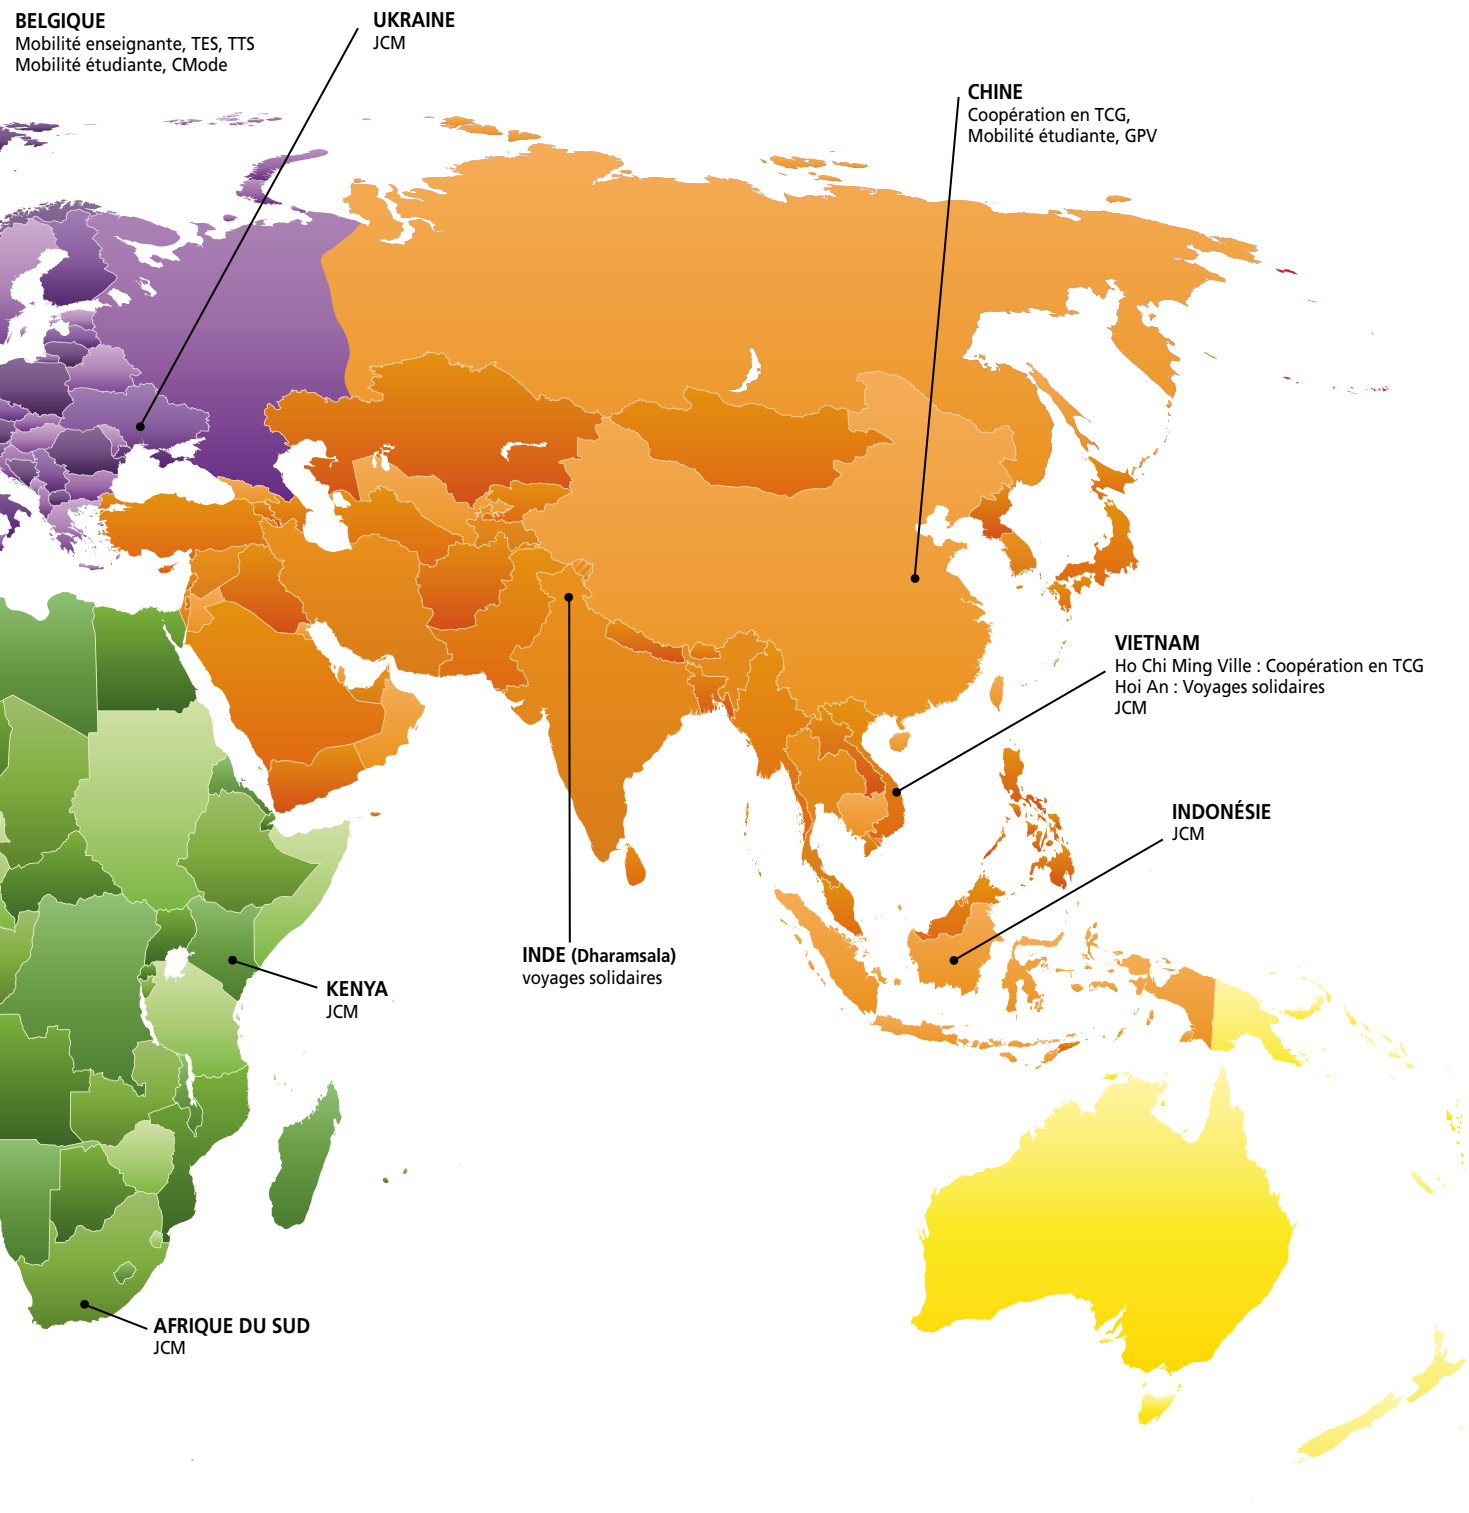 BELGIQUE
Mobilité enseignante, TES, TTS
Mobilité étudiante, CMode
UKRAINE
JCM
CHINE
Coopération en TCG,
Mobilité étudiante, GPV
VIETNAM
Ho Chi Ming Ville : Coopération en TCG
Hoi An : Voyages solidaires
JCM
INDONÉSIE
JCM
INDE (Dharamsala)
voyages solidaires
KENYA
JCM
AFRIQUE DU SUD
JCM